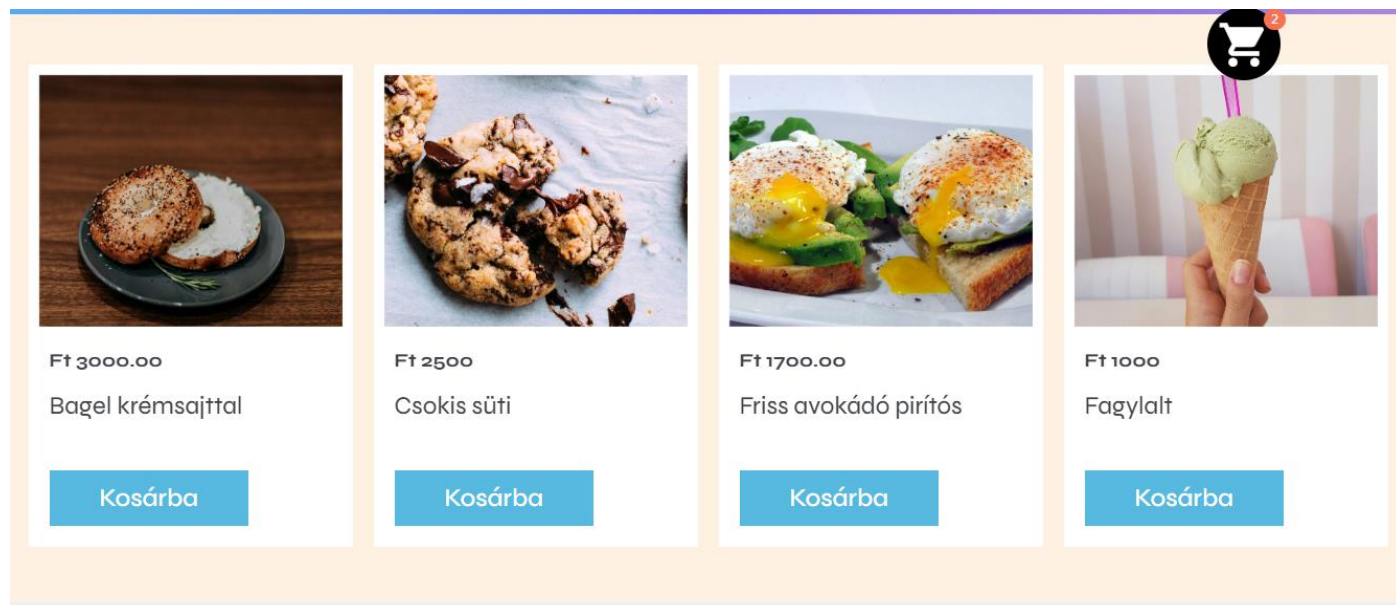 2
Ft 3000.00
Bagel krémsajttal
Kosárba
Ft 2500
Csokis süti
Kosárba
Ft 1700.00
Friss avokádó pirítós
Kosárba
Ft 1000
Fagylalt
Kosárba